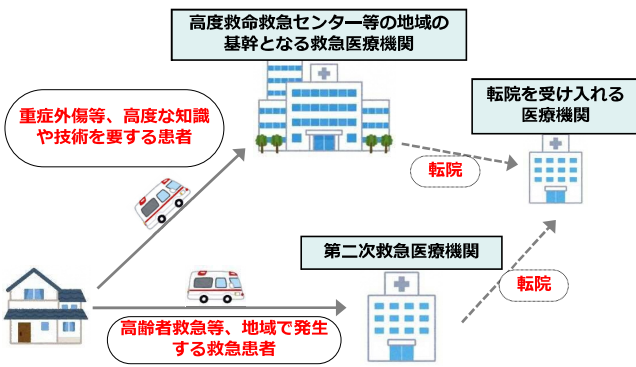 高度救命救急センター等の地域の
基幹となる救急医療機関
転院を受け入れる
医療機関
重症外傷等、高度な知識
や技術を要する患者
転院
第二次救急医療機関
転院
高齢者救急等、地域で発生
する救急患者